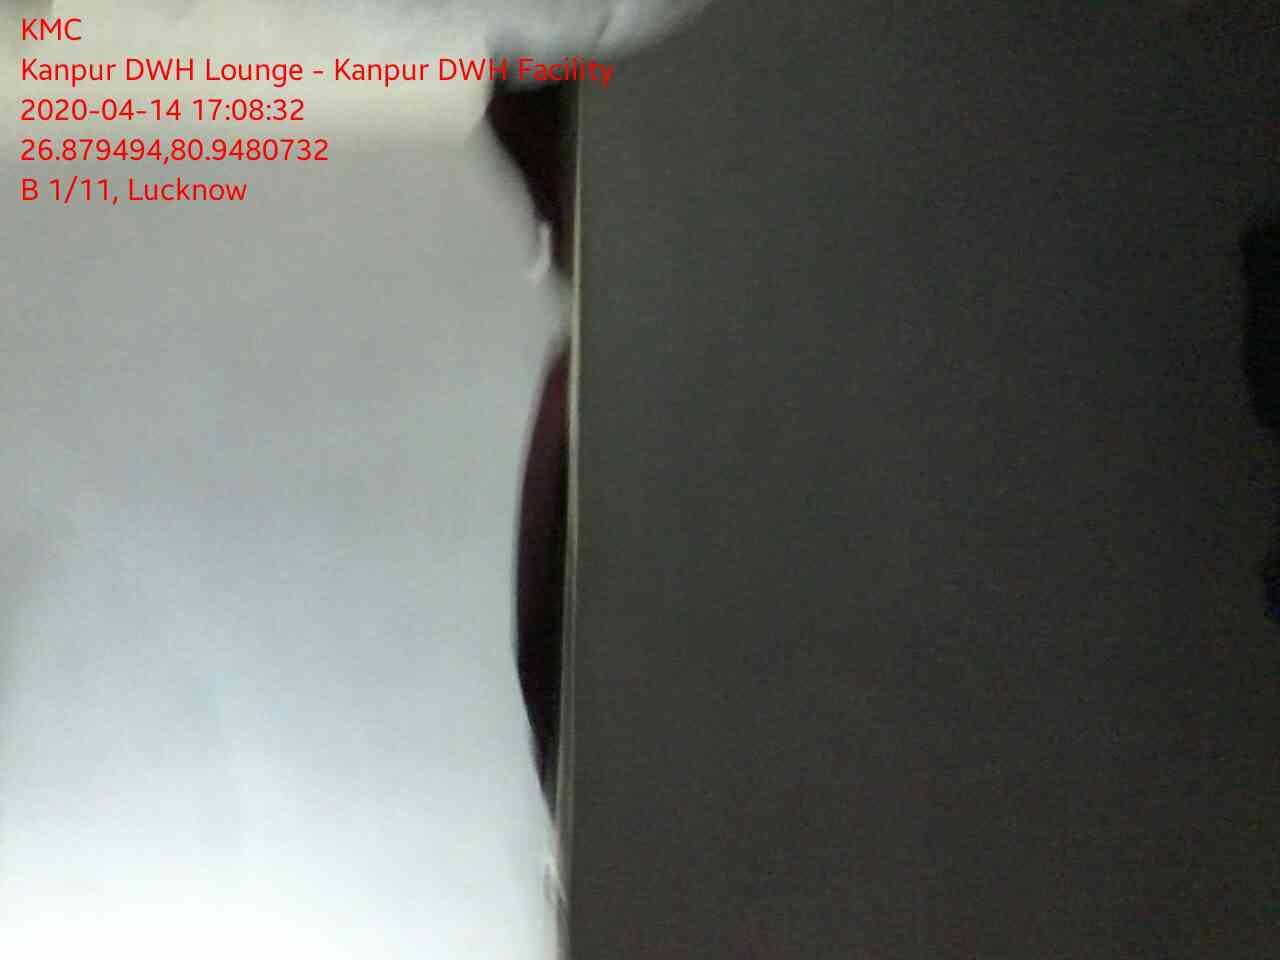 KMC
Kanpur DWH Lounge - Kanpur DWH Facility
2020-04-14 17:08:32
26.879494,80.9480732
B 1/11, Lucknow